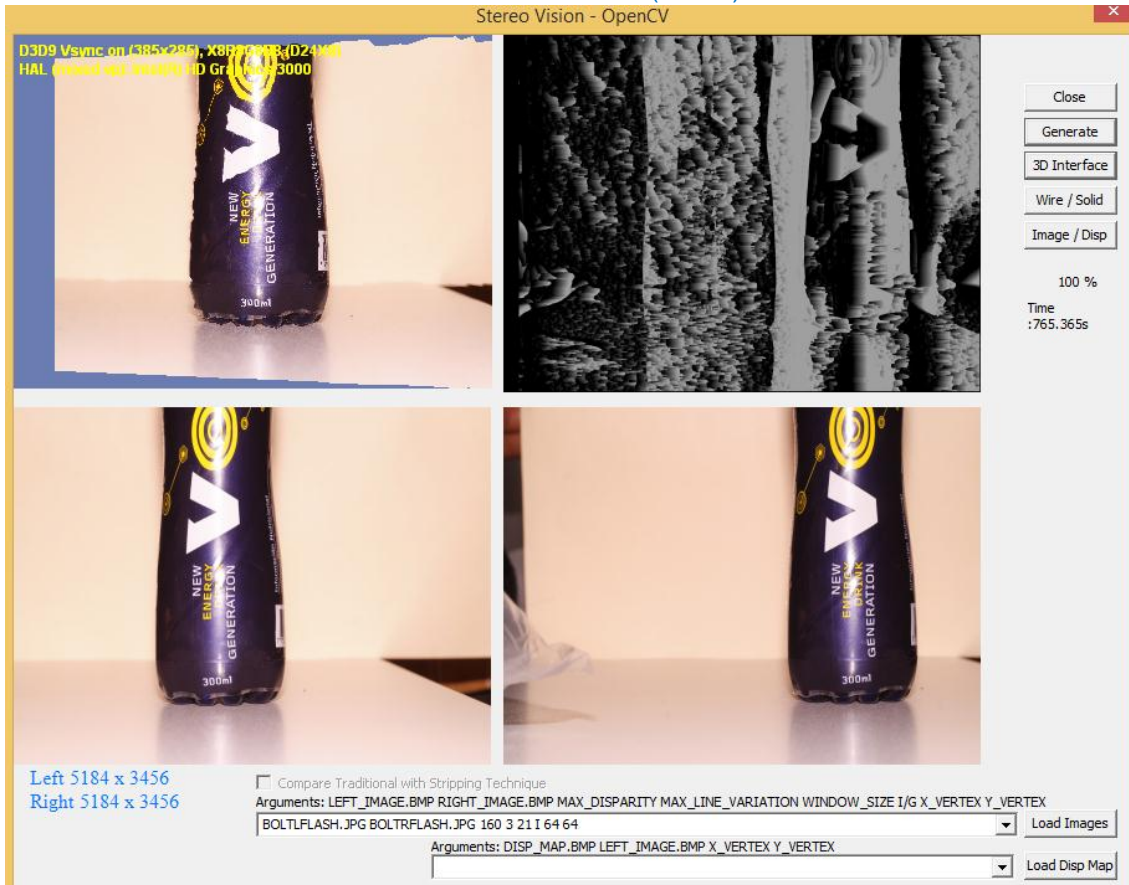 Stereo Vision - OpenCV
D3D9 Vsync on (385x285),
HAL HD Graphics 3000
V
NEW
ENERGY
GENERATION
300ml
Close
Generate
3D Interface
Wire / Solid
Image / Disp
100 %
Time
:765.365s
V
NEW
ENERGY
GENERATION
300ml
V
NEW
ENERGY
DRINK
GENERATION
300ml
Left 5184 x 3456
Right 5184 x 3456
Compare Traditional with Stripping Technique
Arguments: LEFT_IMAGE.BMP RIGHT_IMAGE.BMP MAX_DISPARITY MAX_LINE_VARIATION WINDOW_SIZE I/G X_VERTEX Y_VERTEX
BOLTLFLASH.JPG BOLTRFLASH.JPG 160 3 21 I 64 64
Load Images
Arguments: DISP_MAP.BMP LEFT_IMAGE.BMP X_VERTEX Y_VERTEX
Load Disp Map